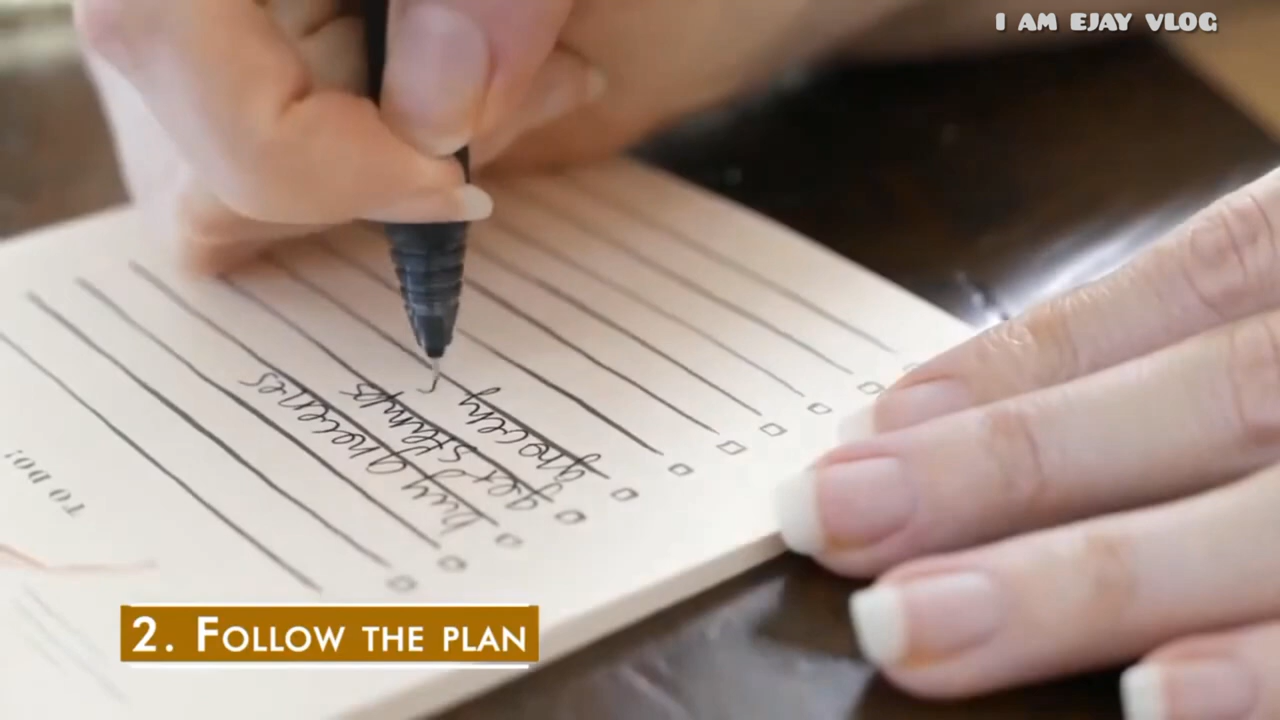 I AM EJAY VLOG
TO DO:
buy groceries
get stamps
grocery
2. FOLLOW THE PLAN